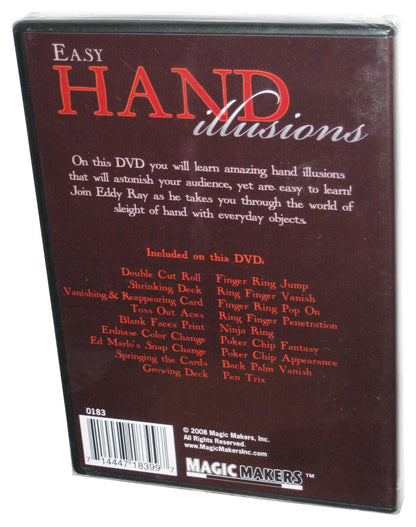 EASY
HAND
illusions
On this DVD you will learn amazing hand illusions
that will astonish your audience, yet are easy to learn!
Join Eddy Ray as he takes you through the world of
sleight of hand with everyday objects.
Included on this DVD:
Double Cut Roll
Shrinking Deck
Vanishing & Reappearing Card
Toss Out Aces
Blank Faces Print
Erdnase Color Change
Ed Marlo's Snap Change
Springing the Cards
Growing Deck
Finger Ring Jump
Ring Finger Vanish
Finger Ring Pop On
Ring Finger Penetration
Ninja Ring
Poker Chip Fantasy
Poker Chip Appearance
Back Palm Vanish
Pen Trix
0183
7 14447 18399 7
© 2008 Magic Makers, Inc.
All Rights Reserved.
www.MagicMakersInc.com
MAGIC MAKERS™